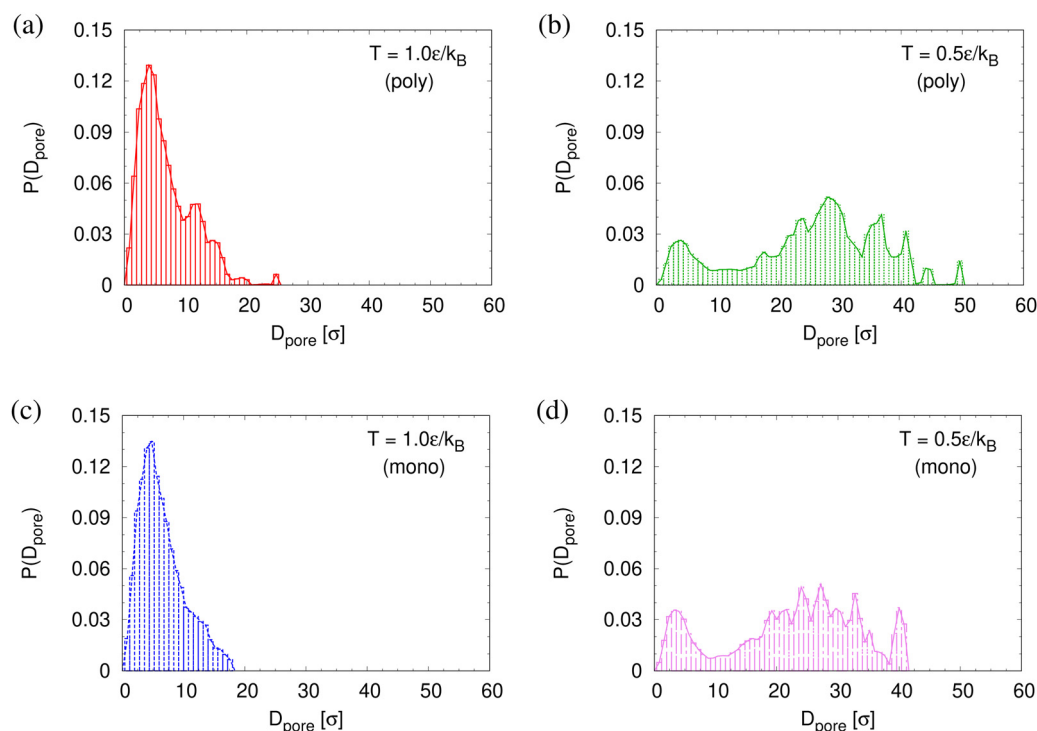 (a)
0.15
0.12
0.09
0.06
0.03
0
P(D_pore)
T = 1.0ε/k_B
(poly)
0 10 20 30 40 50 60
D_pore [σ]
(b)
0.15
0.12
0.09
0.06
0.03
0
P(D_pore)
T = 0.5ε/k_B
(poly)
0 10 20 30 40 50 60
D_pore [σ]
(c)
0.15
0.12
0.09
0.06
0.03
0
P(D_pore)
T = 1.0ε/k_B
(mono)
0 10 20 30 40 50 60
D_pore [σ]
(d)
0.15
0.12
0.09
0.06
0.03
0
P(D_pore)
T = 0.5ε/k_B
(mono)
0 10 20 30 40 50 60
D_pore [σ]